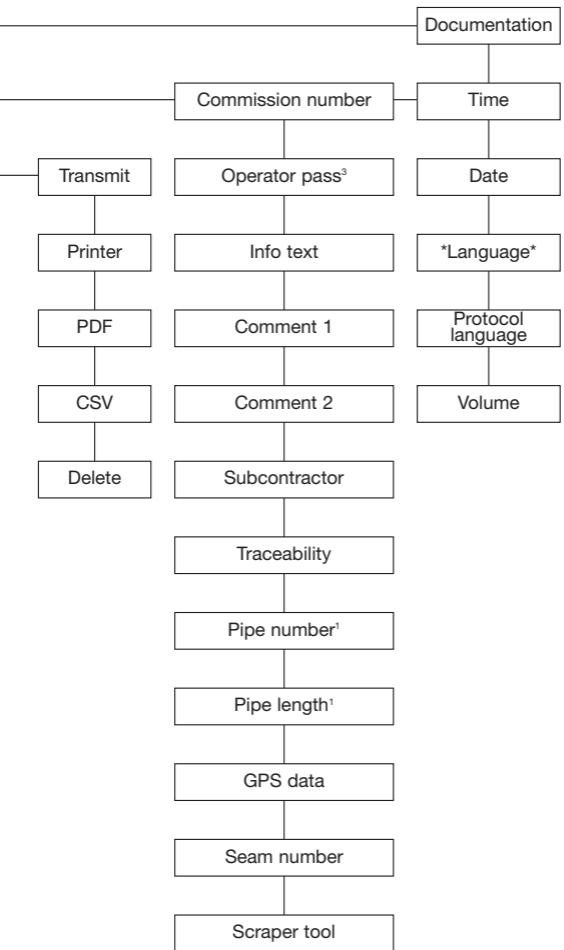 Documentation
Commission number
Time
Transmit
Operator pass³
Date
Printer
Info text
*Language*
PDF
Comment 1
Protocol
language
CSV
Comment 2
Volume
Delete
Subcontractor
Traceability
Pipe number¹
Pipe length¹
GPS data
Seam number
Scraper tool